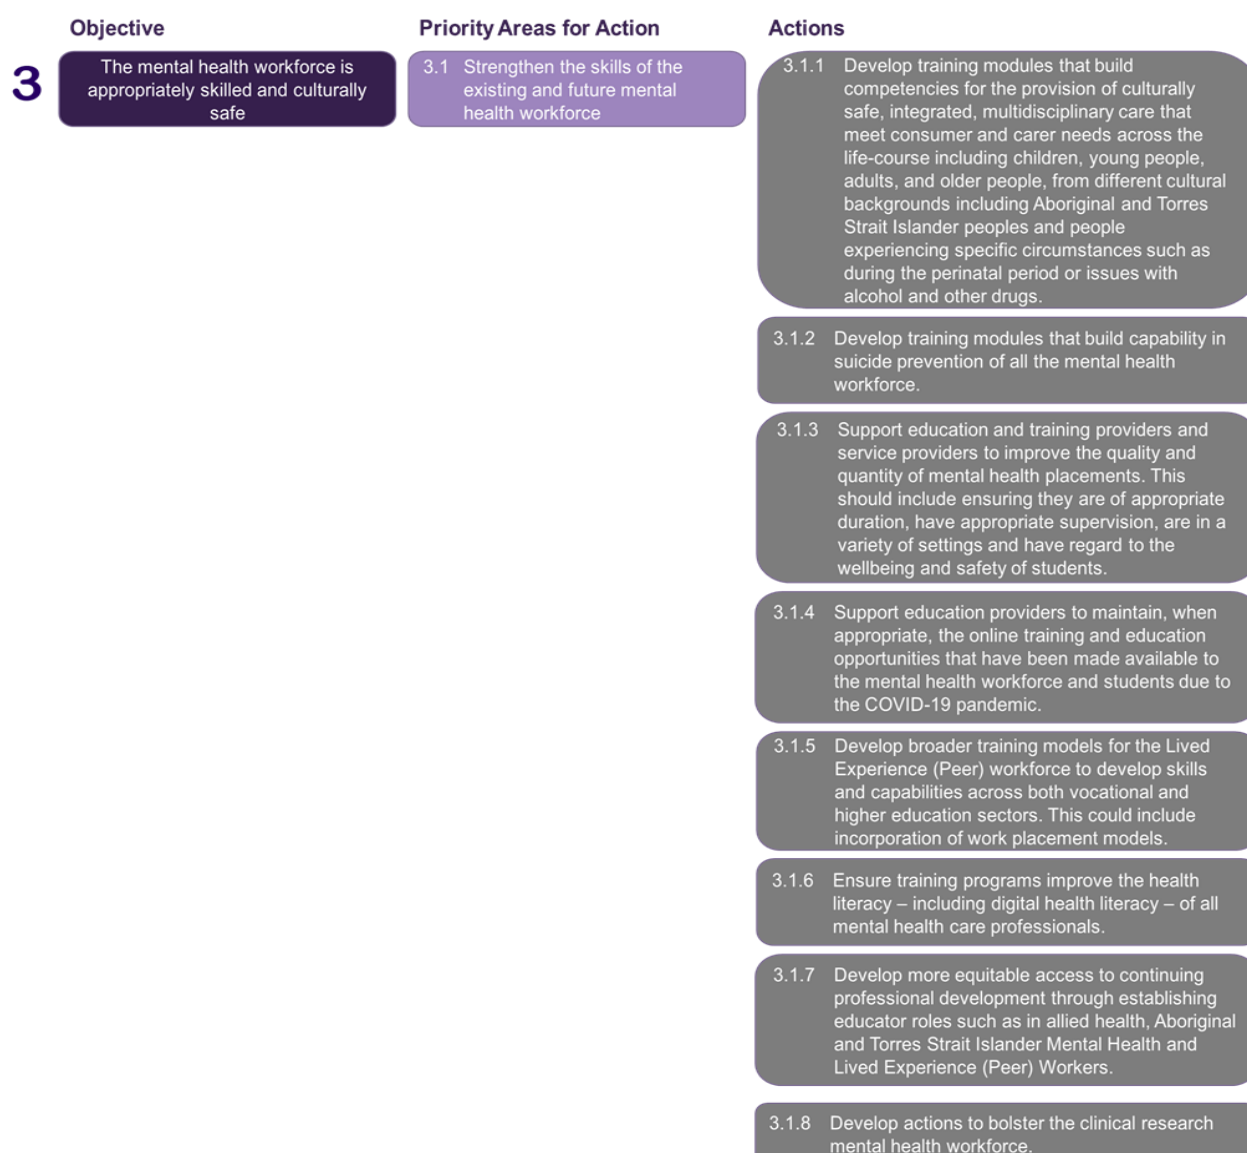 Objective
Priority Areas for Action
Actions
3
The mental health workforce is
appropriately skilled and culturally
safe
3.1 Strengthen the skills of the
existing and future mental
health workforce
3.1.1 Develop training modules that build
competencies for the provision of culturally
safe, integrated, multidisciplinary care that
meet consumer and carer needs across the
life-course including children, young people,
adults, and older people, from different cultural
backgrounds including Aboriginal and Torres
Strait Islander peoples and people
experiencing specific circumstances such as
during the perinatal period or issues with
alcohol and other drugs.
3.1.2 Develop training modules that build capability in
suicide prevention of all the mental health
workforce.
3.1.3 Support education and training providers and
service providers to improve the quality and
quantity of mental health placements. This
should include ensuring they are of appropriate
duration, have appropriate supervision, are in a
variety of settings and have regard to the
wellbeing and safety of students.
3.1.4 Support education providers to maintain, when
appropriate, the online training and education
opportunities that have been made available to
the mental health workforce and students due to
the COVID-19 pandemic.
3.1.5 Develop broader training models for the Lived
Experience (Peer) workforce to develop skills
and capabilities across both vocational and
higher education sectors. This could include
incorporation of work placement models.
3.1.6 Ensure training programs improve the health
literacy – including digital health literacy – of all
mental health care professionals.
3.1.7 Develop more equitable access to continuing
professional development through establishing
educator roles such as in allied health, Aboriginal
and Torres Strait Islander Mental Health and
Lived Experience (Peer) Workers.
3.1.8 Develop actions to bolster the clinical research
mental health workforce.